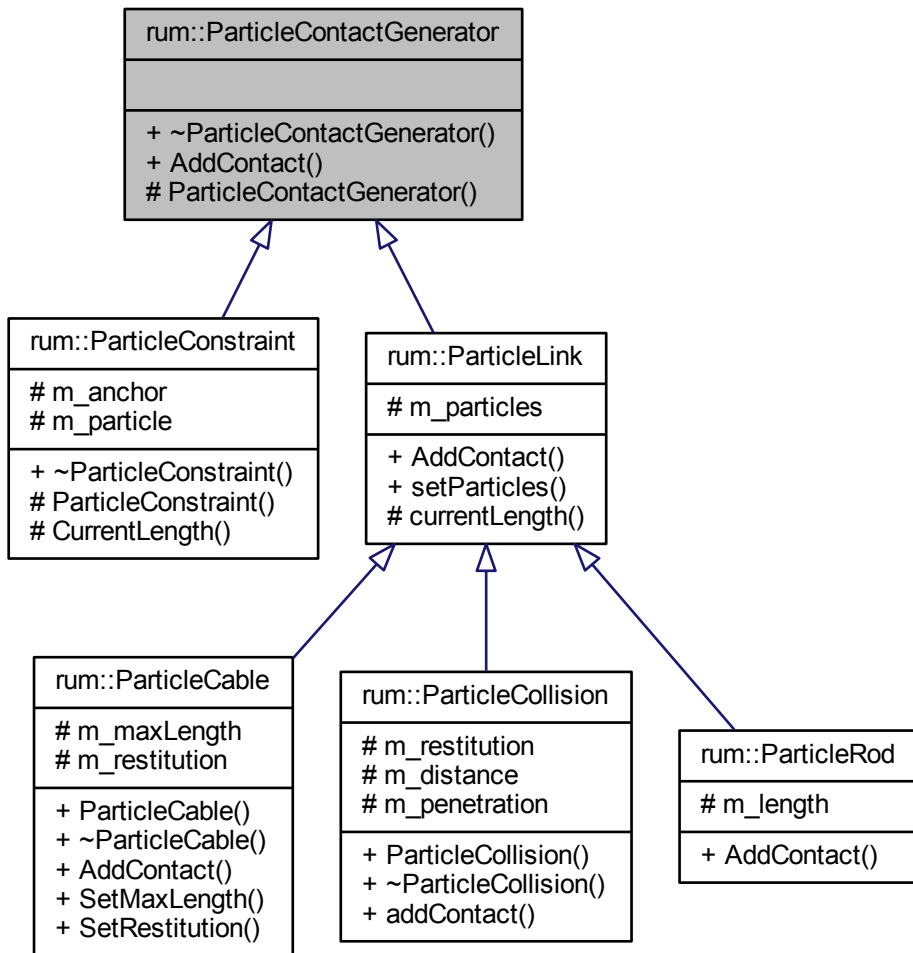 rum::ParticleContactGenerator
+ ~ParticleContactGenerator()
+ AddContact()
# ParticleContactGenerator()
rum::ParticleConstraint
# m_anchor
# m_particle
+ ~ParticleConstraint()
# ParticleConstraint()
# CurrentLength()
rum::ParticleLink
# m_particles
+ AddContact()
+ setParticles()
# currentLength()
rum::ParticleCable
# m_maxLength
# m_restitution
+ ParticleCable()
+ ~ParticleCable()
+ AddContact()
+ SetMaxLength()
+ SetRestitution()
rum::ParticleCollision
# m_restitution
# m_distance
# m_penetration
+ ParticleCollision()
+ ~ParticleCollision()
+ addContact()
rum::ParticleRod
# m_length
+ AddContact()